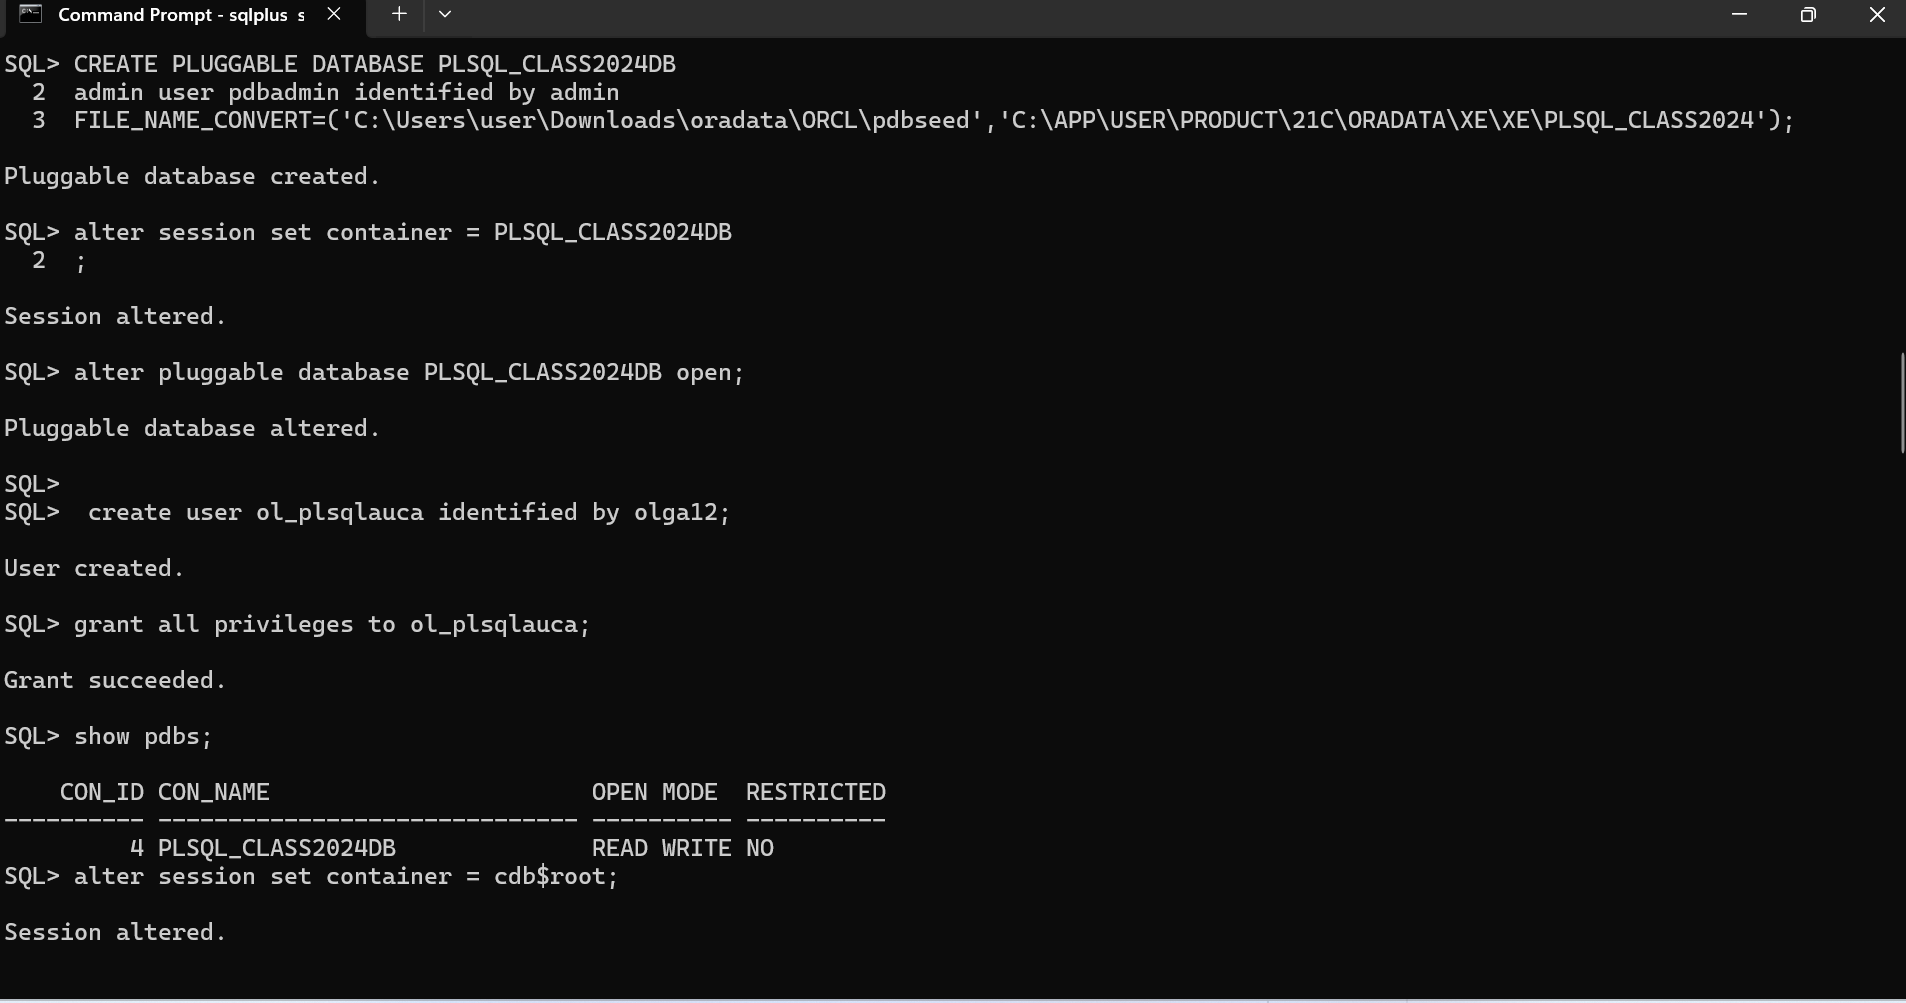 Command Prompt - sqlplus s
SQL> CREATE PLUGGABLE DATABASE PLSQL_CLASS2024DB
  2  admin user pdbadmin identified by admin
  3  FILE_NAME_CONVERT=('C:\Users\user\Downloads\oradata\ORCL\pdbseed','C:\APP\USER\PRODUCT\21C\ORADATA\XE\XE\PLSQL_CLASS2024');
Pluggable database created.
SQL> alter session set container = PLSQL_CLASS2024DB
  2  ;
Session altered.
SQL> alter pluggable database PLSQL_CLASS2024DB open;
Pluggable database altered.
SQL>
SQL>  create user ol_plsqlauca identified by olga12;
User created.
SQL> grant all privileges to ol_plsqlauca;
Grant succeeded.
SQL> show pdbs;
    CON_ID CON_NAME                       OPEN MODE  RESTRICTED
---------- ------------------------------ ---------- ----------
         4 PLSQL_CLASS2024DB              READ WRITE NO
SQL> alter session set container = cdb$root;
Session altered.